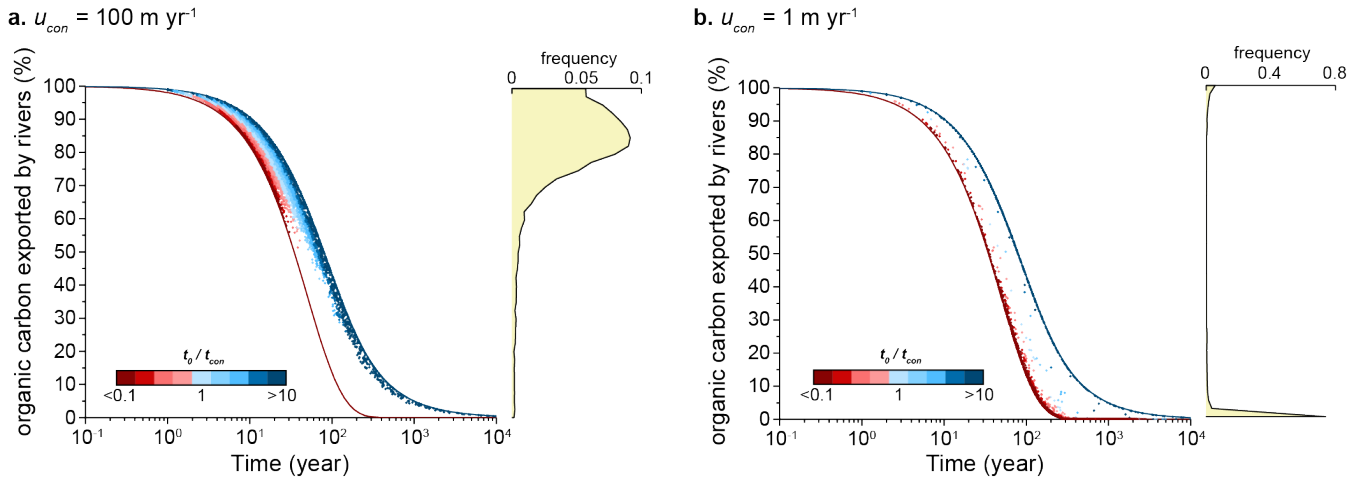 a. u_con = 100 m yr⁻¹
frequency
0 0.05 0.1
organic carbon exported by rivers (%)
100
90
80
70
60
50
40
30
20
10
0
t₀ / t_con
<0.1 1 >10
10⁻¹ 10⁰ 10¹ 10² 10³ 10⁴
Time (year)
b. u_con = 1 m yr⁻¹
frequency
0 0.4 0.8
organic carbon exported by rivers (%)
100
90
80
70
60
50
40
30
20
10
0
t₀ / t_con
<0.1 1 >10
10⁻¹ 10⁰ 10¹ 10² 10³ 10⁴
Time (year)